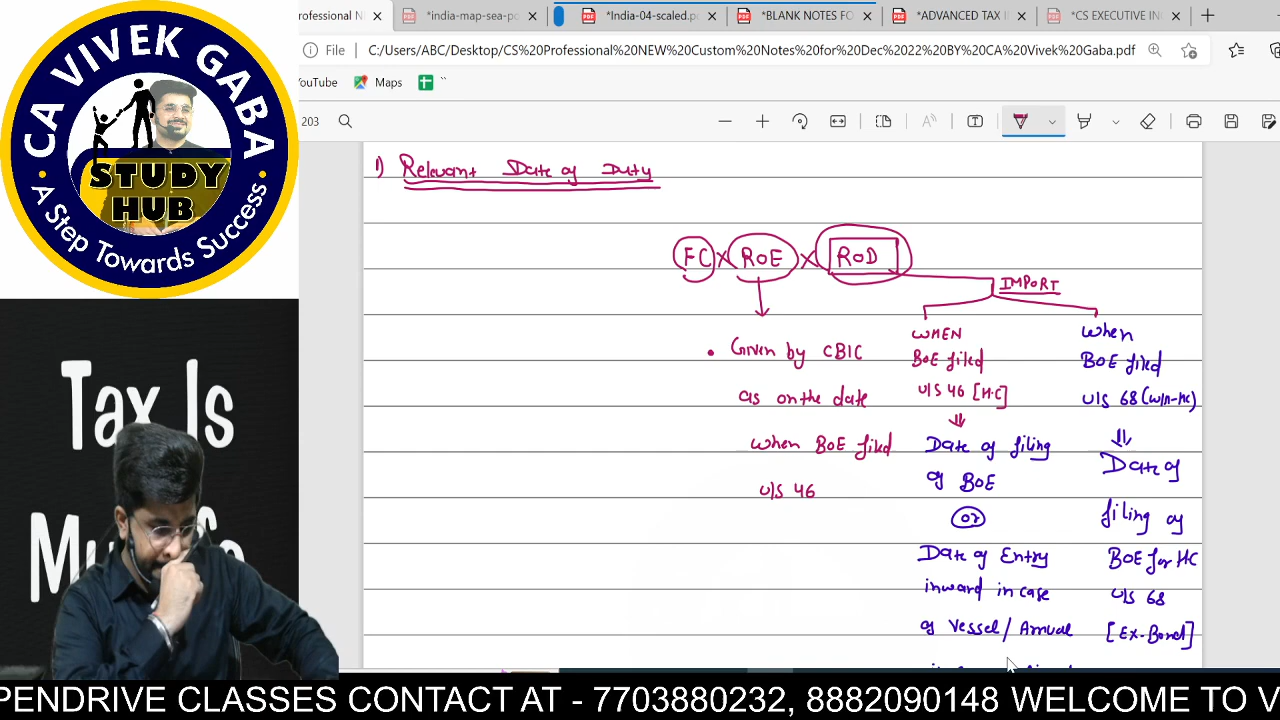 CA VIVEK GABA
STUDY
HUB
A Step Towards Success
Tax Is
rofessional N
*india-map-sea-po
*India-04-scaled.p
*BLANK NOTES FO
*ADVANCED TAX
*CS EXECUTIVE IN
File
C:/Users/ABC/Desktop/CS%20Professional%20NEW%20Custom%20Notes%20for%20Dec%2022%20BY%20CA%20Vivek%20Gaba.pdf
YouTube
Maps
``
203
1) Relevant Date of Duty
FC x ROE x ROD
IMPORT
• Given by CBIC
as on the date
when BOE filed
U/S 46
WHEN
BOE filed
U/S 46 [H.C]
Date of filing
of BOE
or
Date of Entry
inward in case
of Vessel/ Arrival
When
BOE filed
U/S 68 (W/H-HC)
Date of
filing of
BOE for HC
U/S 68
[Ex-Bond]
PENDRIVE CLASSES CONTACT AT - 7703880232, 8882090148 WELCOME TO V